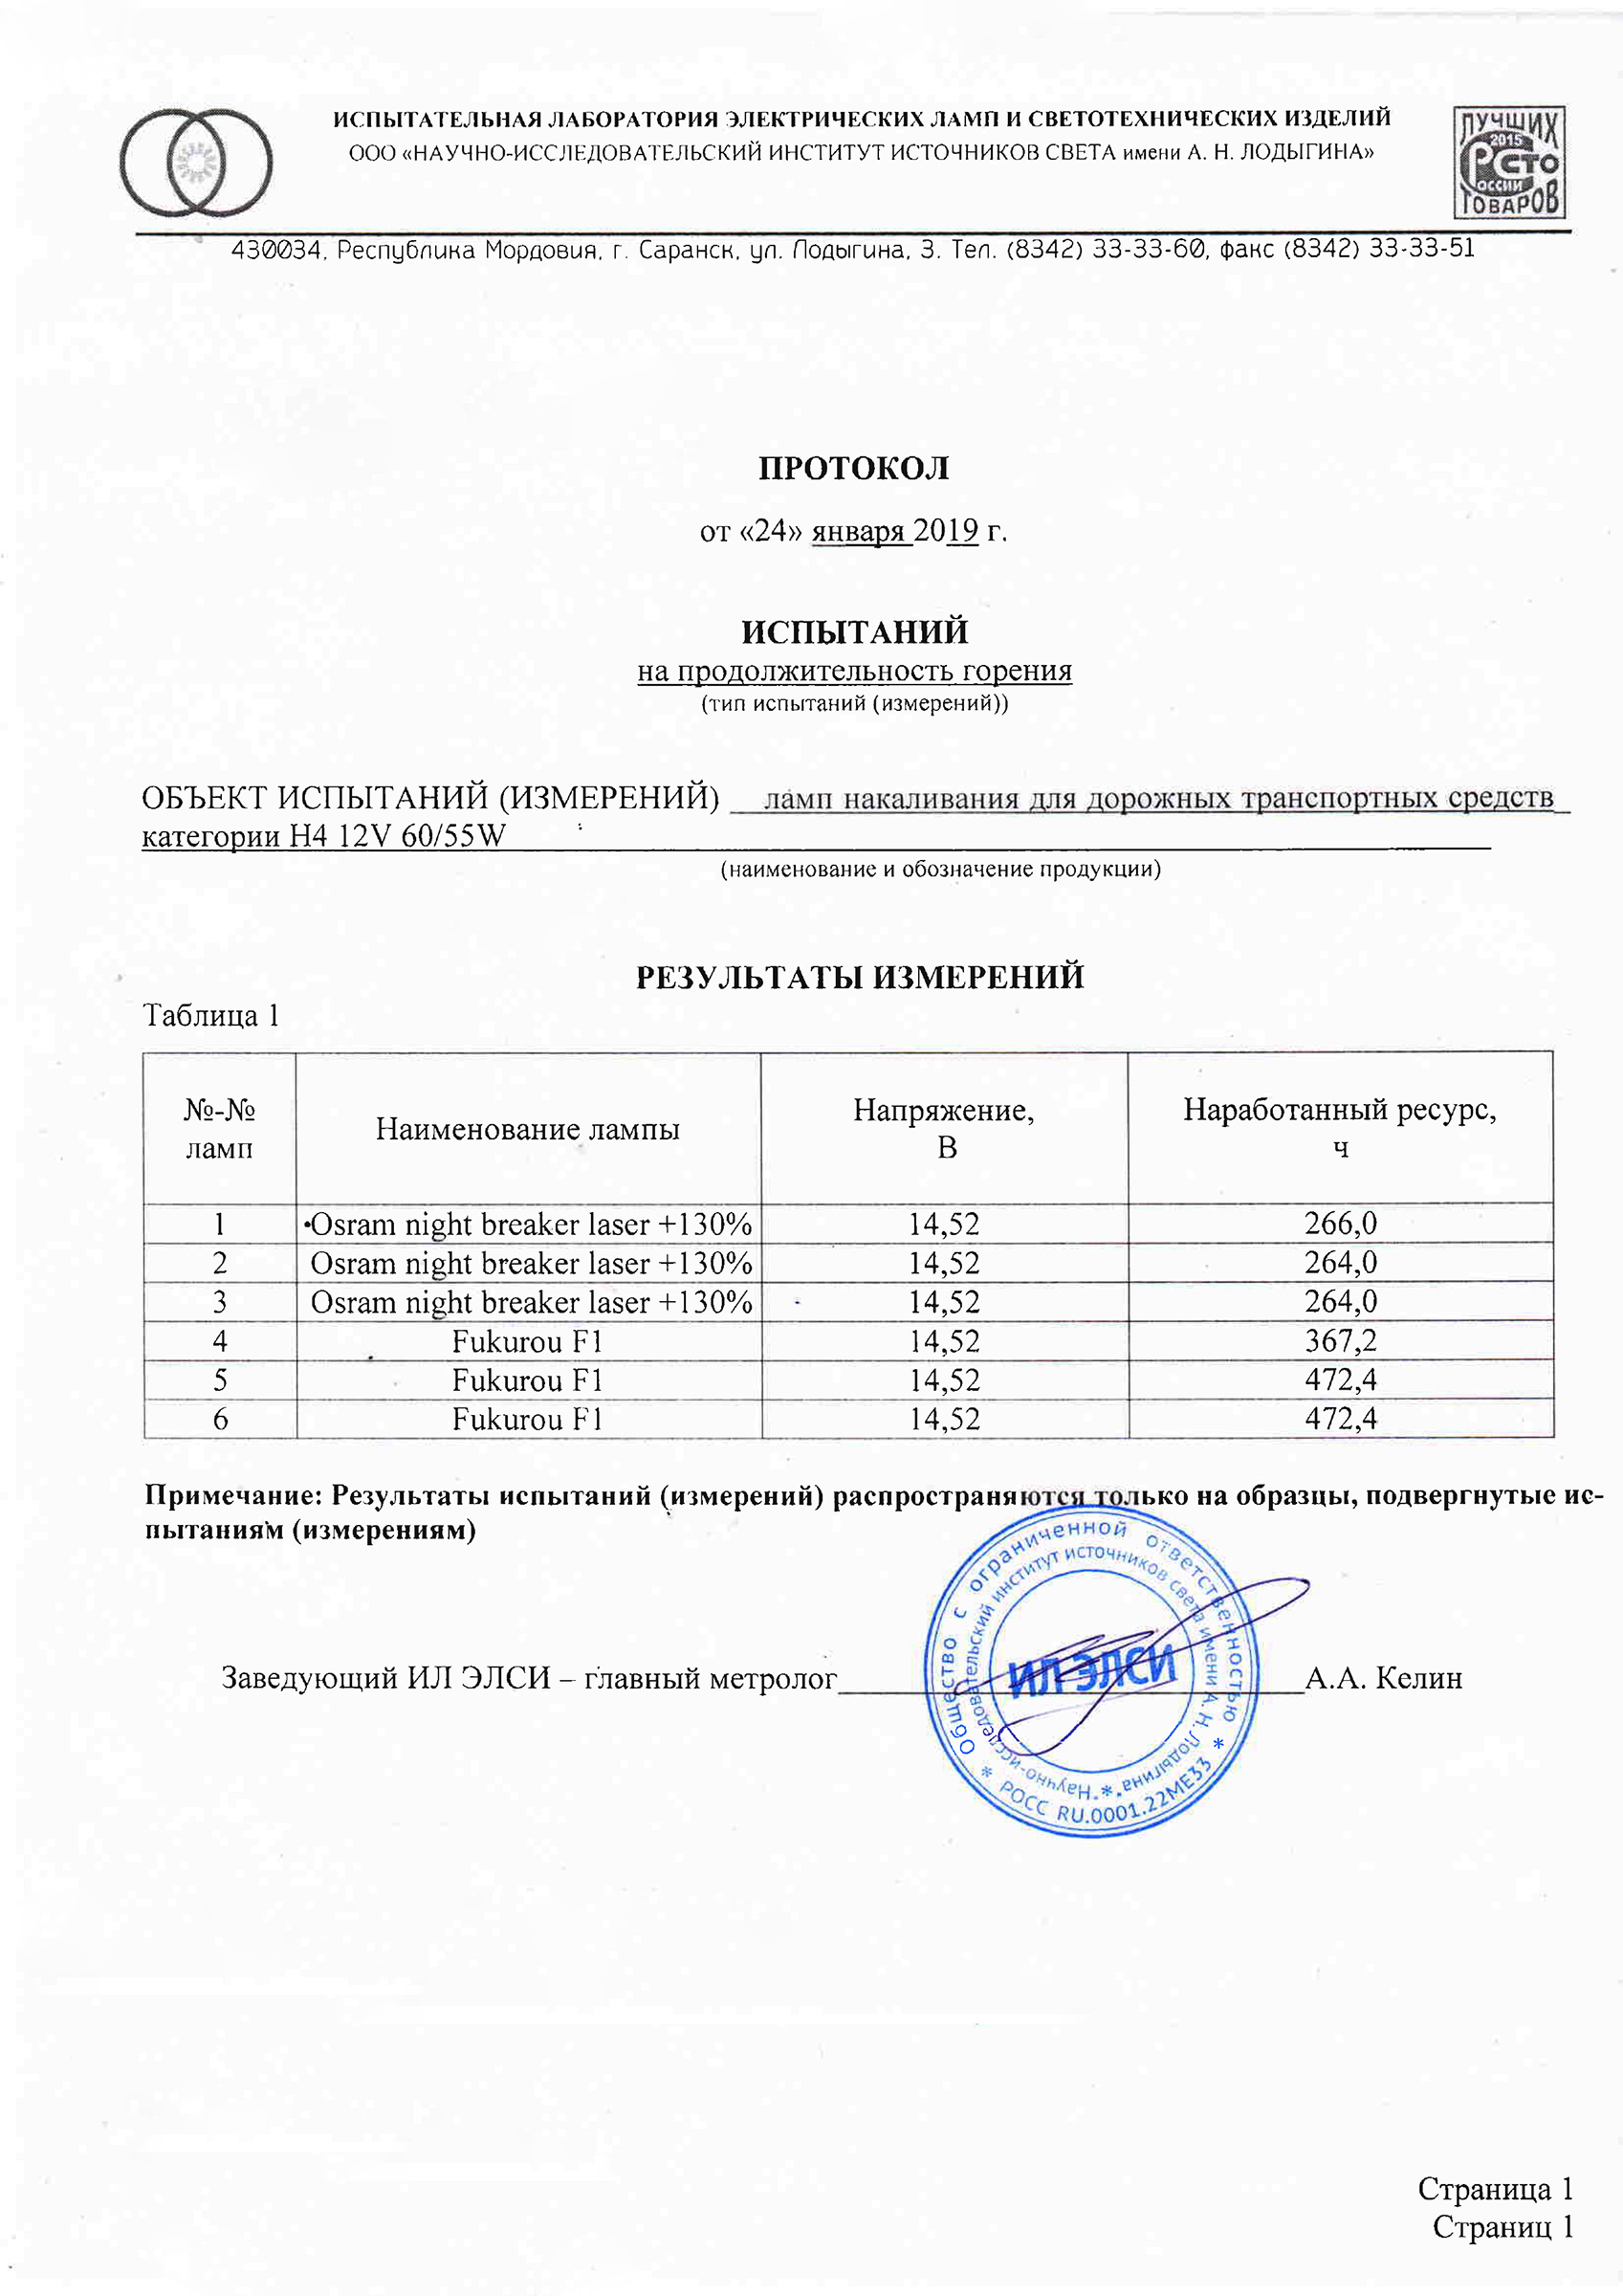 ИСПЫТАТЕЛЬНАЯ ЛАБОРАТОРИЯ ЭЛЕКТРИЧЕСКИХ ЛАМП И СВЕТОТЕХНИЧЕСКИХ ИЗДЕЛИЙ
ООО «НАУЧНО-ИССЛЕДОВАТЕЛЬСКИЙ ИНСТИТУТ ИСТОЧНИКОВ СВЕТА имени А. Н. ЛОДЫГИНА»
ЛУЧШИХ
2015
СТО
РОССИИ
ТОВАРОВ
430034, Республика Мордовия, г. Саранск, ул. Лодыгина, 3. Тел. (8342) 33-33-60, факс (8342) 33-33-51
ПРОТОКОЛ
от «24» января 2019 г.
ИСПЫТАНИЙ
на продолжительность горения
(тип испытаний (измерений))
ОБЪЕКТ ИСПЫТАНИЙ (ИЗМЕРЕНИЙ) ламп накаливания для дорожных транспортных средств
категории H4 12V 60/55W
(наименование и обозначение продукции)
РЕЗУЛЬТАТЫ ИЗМЕРЕНИЙ
Таблица 1
№-№ ламп Наименование лампы Напряжение, В Наработанный ресурс, ч
1 Osram night breaker laser +130% 14,52 266,0
2 Osram night breaker laser +130% 14,52 264,0
3 Osram night breaker laser +130% 14,52 264,0
4 Fukurou F1 14,52 367,2
5 Fukurou F1 14,52 472,4
6 Fukurou F1 14,52 472,4
Примечание: Результаты испытаний (измерений) распространяются только на образцы, подвергнутые ис-
пытаниям (измерениям)
Заведующий ИЛ ЭЛСИ – главный метролог А.А. Келин
Общество с ограниченной ответственностью
* РОСС RU.0001.22МЕ33 *
"Научно-исследовательский институт источников света имени А.Н.Лодыгина" *
ИЛ ЭЛСИ
Страница 1
Страниц 1